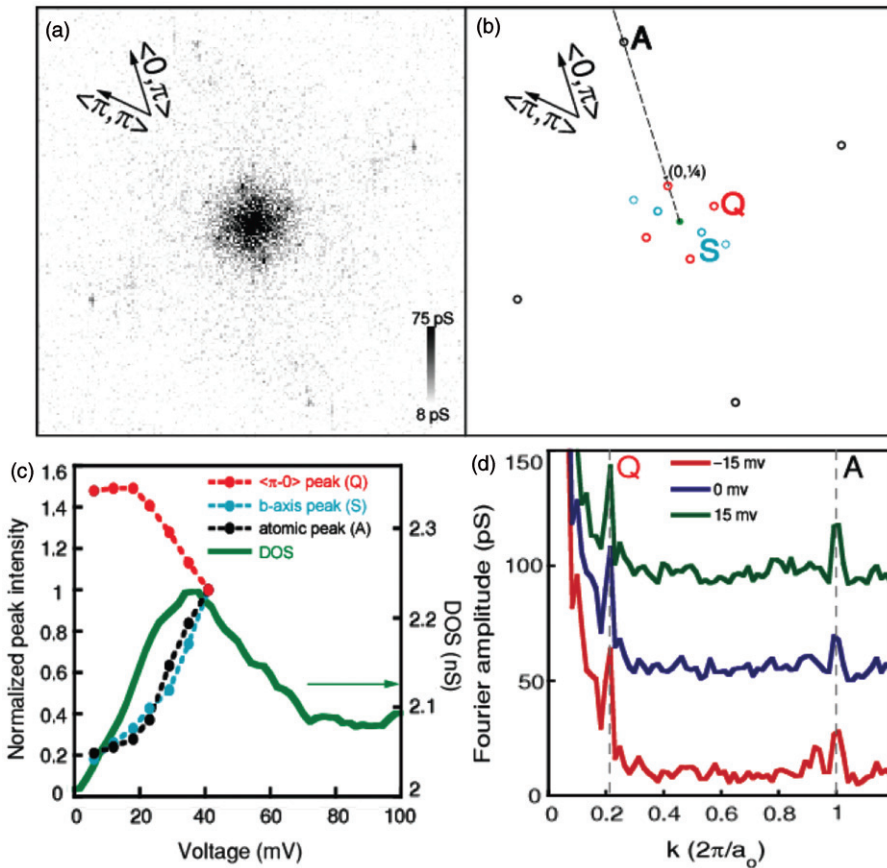 (a)
<0,π>
<π,π>
75 pS
8 pS
(b)
A
<0,π>
<π,π>
(0,¼)
Q
S
(c)
1.6
1.4
1.2
1
0.8
0.6
0.4
0.2
0
Normalized peak intensity
<π-0> peak (Q)
b-axis peak (S)
atomic peak (A)
DOS
2.3
2.2
2.1
2
DOS (nS)
0 20 40 60 80 100
Voltage (mV)
(d)
150
100
50
0
Fourier amplitude (pS)
Q
A
−15 mv
0 mv
15 mv
0 0.2 0.4 0.6 0.8 1
k (2π/a₀)